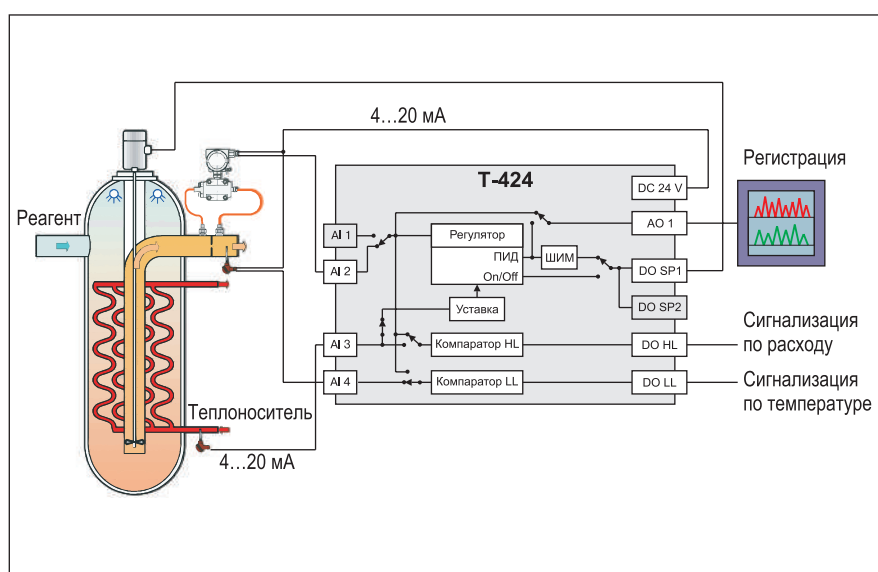 4...20 мА
Т-424
DC 24 V
Регистрация
Реагент
AI 1
Регулятор
AO 1
ПИД
ШИМ
AI 2
On/Off
DO SP1
Уставка
DO SP2
AI 3
Компаратор HL
DO HL
Сигнализация
по расходу
AI 4
Компаратор LL
DO LL
Сигнализация
по температуре
Теплоноситель
4...20 мА